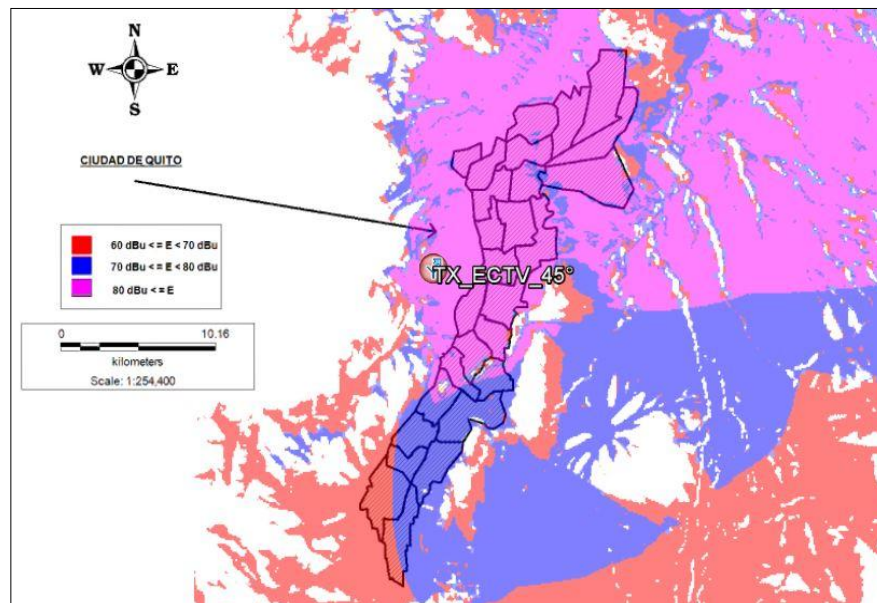 N
W E
S
CIUDAD DE QUITO
60 dBu <= E < 70 dBu
70 dBu <= E < 80 dBu
80 dBu <= E
TX_ECTV_45°
0 10.16
kilometers
Scale: 1:254,400